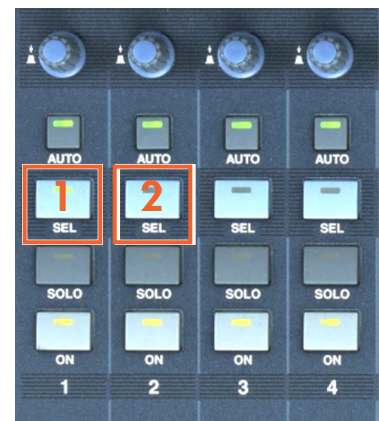 AUTO AUTO AUTO AUTO
1 2
SEL SEL SEL SEL
SOLO SOLO SOLO SOLO
ON ON ON ON
1 2 3 4